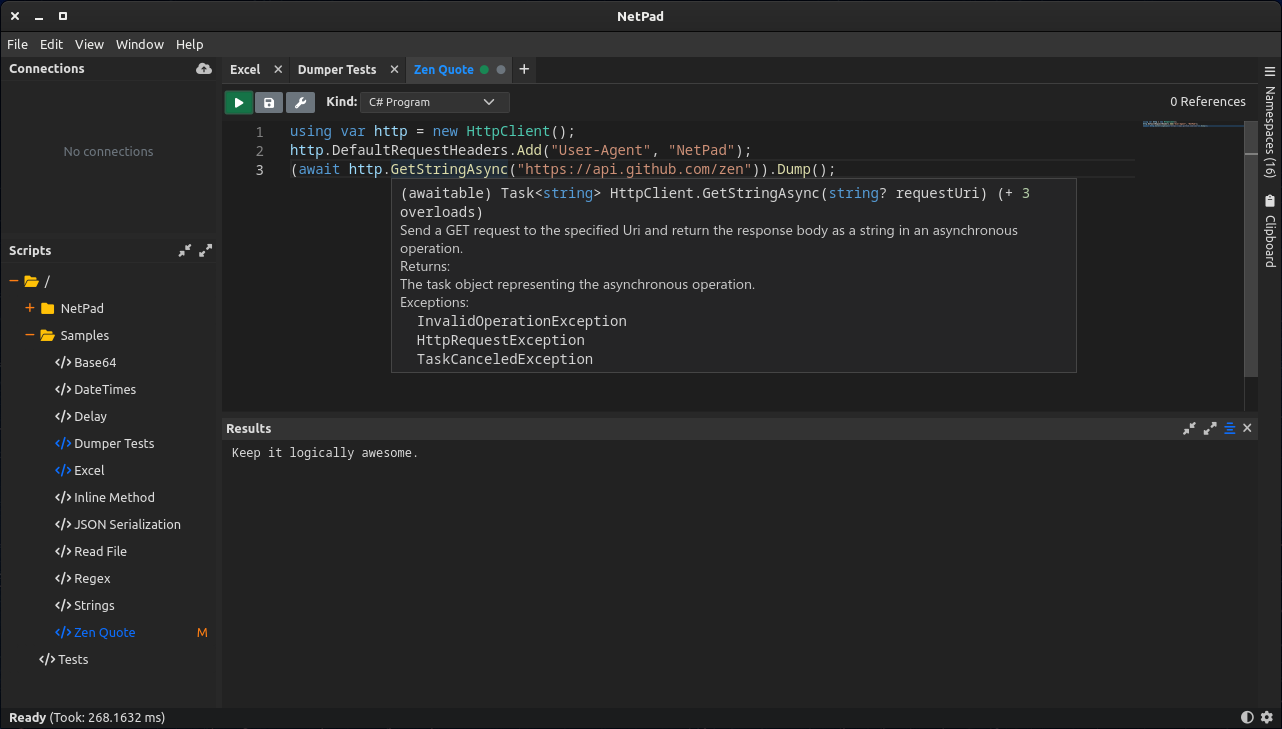 NetPad
File Edit View Window Help
Connections
No connections
Scripts
/
NetPad
Samples
Base64
DateTimes
Delay
Dumper Tests
Excel
Inline Method
JSON Serialization
Read File
Regex
Strings
Zen Quote M
Tests
Excel Dumper Tests Zen Quote
Kind: C# Program 0 References
1 using var http = new HttpClient();
2 http.DefaultRequestHeaders.Add("User-Agent", "NetPad");
3 (await http.GetStringAsync("https://api.github.com/zen")).Dump();
(awaitable) Task<string> HttpClient.GetStringAsync(string? requestUri) (+ 3
overloads)
Send a GET request to the specified Uri and return the response body as a string in an asynchronous
operation.
Returns:
The task object representing the asynchronous operation.
Exceptions:
InvalidOperationException
HttpRequestException
TaskCanceledException
Results
Keep it logically awesome.
Namespaces (16)
Clipboard
Ready (Took: 268.1632 ms)